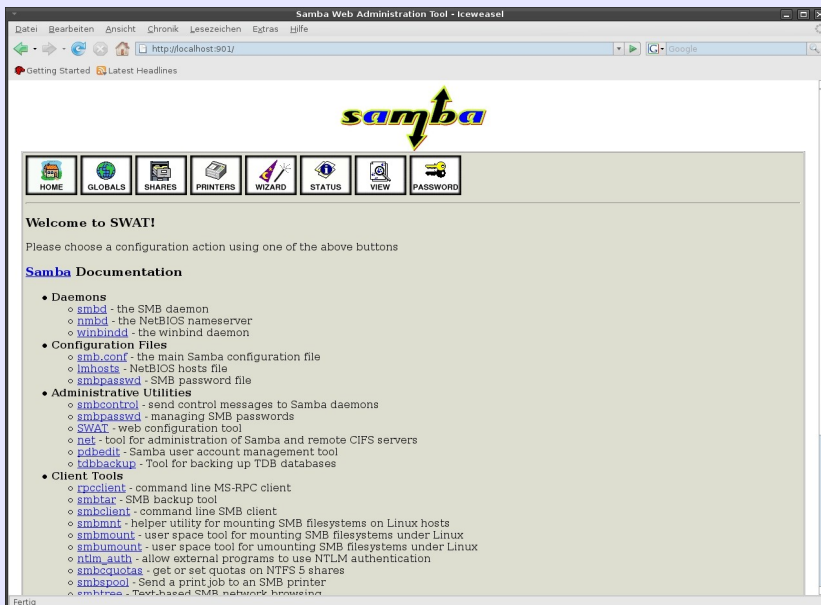 Samba Web Administration Tool - Iceweasel
Datei Bearbeiten Ansicht Chronik Lesezeichen Extras Hilfe
http://localhost:901/
G Google
Getting Started Latest Headlines
samba
HOME GLOBALS SHARES PRINTERS WIZARD STATUS VIEW PASSWORD
Welcome to SWAT!
Please choose a configuration action using one of the above buttons
Samba Documentation
• Daemons
◦ smbd - the SMB daemon
◦ nmbd - the NetBIOS nameserver
◦ winbindd - the winbind daemon
• Configuration Files
◦ smb.conf - the main Samba configuration file
◦ lmhosts - NetBIOS hosts file
◦ smbpasswd - SMB password file
• Administrative Utilities
◦ smbcontrol - send control messages to Samba daemons
◦ smbpasswd - managing SMB passwords
◦ SWAT - web configuration tool
◦ net - tool for administration of Samba and remote CIFS servers
◦ pdbedit - Samba user account management tool
◦ tdbbackup - Tool for backing up TDB databases
• Client Tools
◦ rpcclient - command line MS-RPC client
◦ smbtar - SMB backup tool
◦ smbclient - command line SMB client
◦ smbmnt - helper utility for mounting SMB filesystems on Linux hosts
◦ smbmount - user space tool for mounting SMB filesystems under Linux
◦ smbumount - user space tool for umounting SMB filesystems under Linux
◦ ntlm_auth - allow external programs to use NTLM authentication
◦ smbcquotas - get or set quotas on NTFS 5 shares
◦ smbspool - Send a print job to an SMB printer
◦ smbtree - Text-based SMB network browsing
Fertig